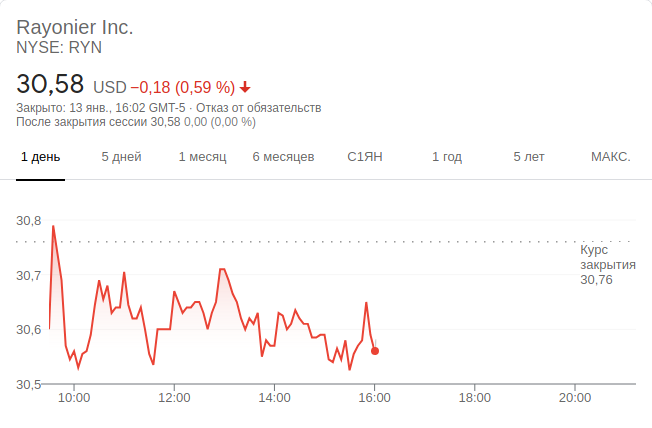 Rayonier Inc.
NYSE: RYN
30,58 USD −0,18 (0,59 %)
Закрыто: 13 янв., 16:02 GMT-5 · Отказ от обязательств
После закрытия сессии 30,58 0,00 (0,00 %)
1 день 5 дней 1 месяц 6 месяцев С1ЯН 1 год 5 лет МАКС.
30,8
Курс
закрытия
30,76
30,7
30,6
30,5
10:00 12:00 14:00 16:00 18:00 20:00